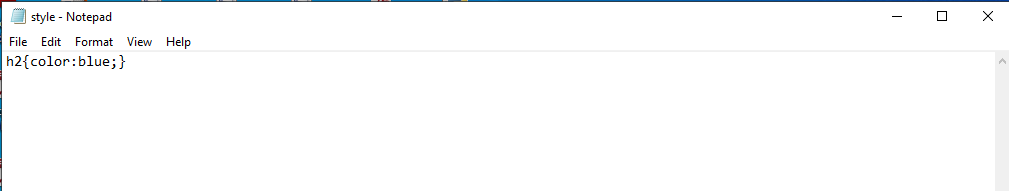 style - Notepad
File Edit Format View Help
h2{color:blue;}